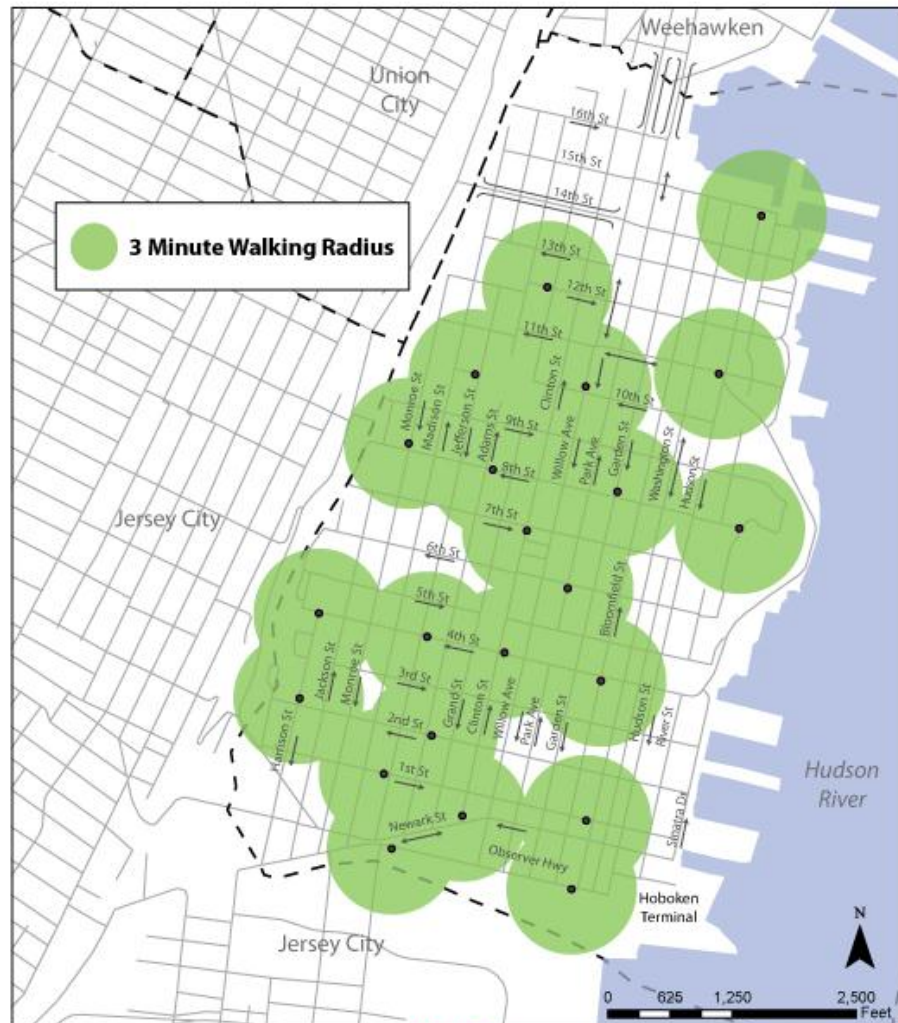 Weehawken
Union
City
16th St
15th St
14th St
3 Minute Walking Radius
13th St
12th St
11th St
Clinton St
10th St
Monroe St
Madison St
Jefferson St
Adams St
9th St
Willow Ave
Park Ave
Garden St
Washington St
Hudson St
8th St
Jersey City
7th St
6th St
Bloomfield St
5th St
4th St
Jackson St
Monroe St
3rd St
Grand St
Clinton St
Willow Ave
Park Ave
Garden St
Hudson St
River St
2nd St
Harrison St
1st St
Hudson
River
Newark St
Sinatra Dr
Observer Hwy
Hoboken
Terminal
Jersey City
N
0 625 1,250 2,500
Feet